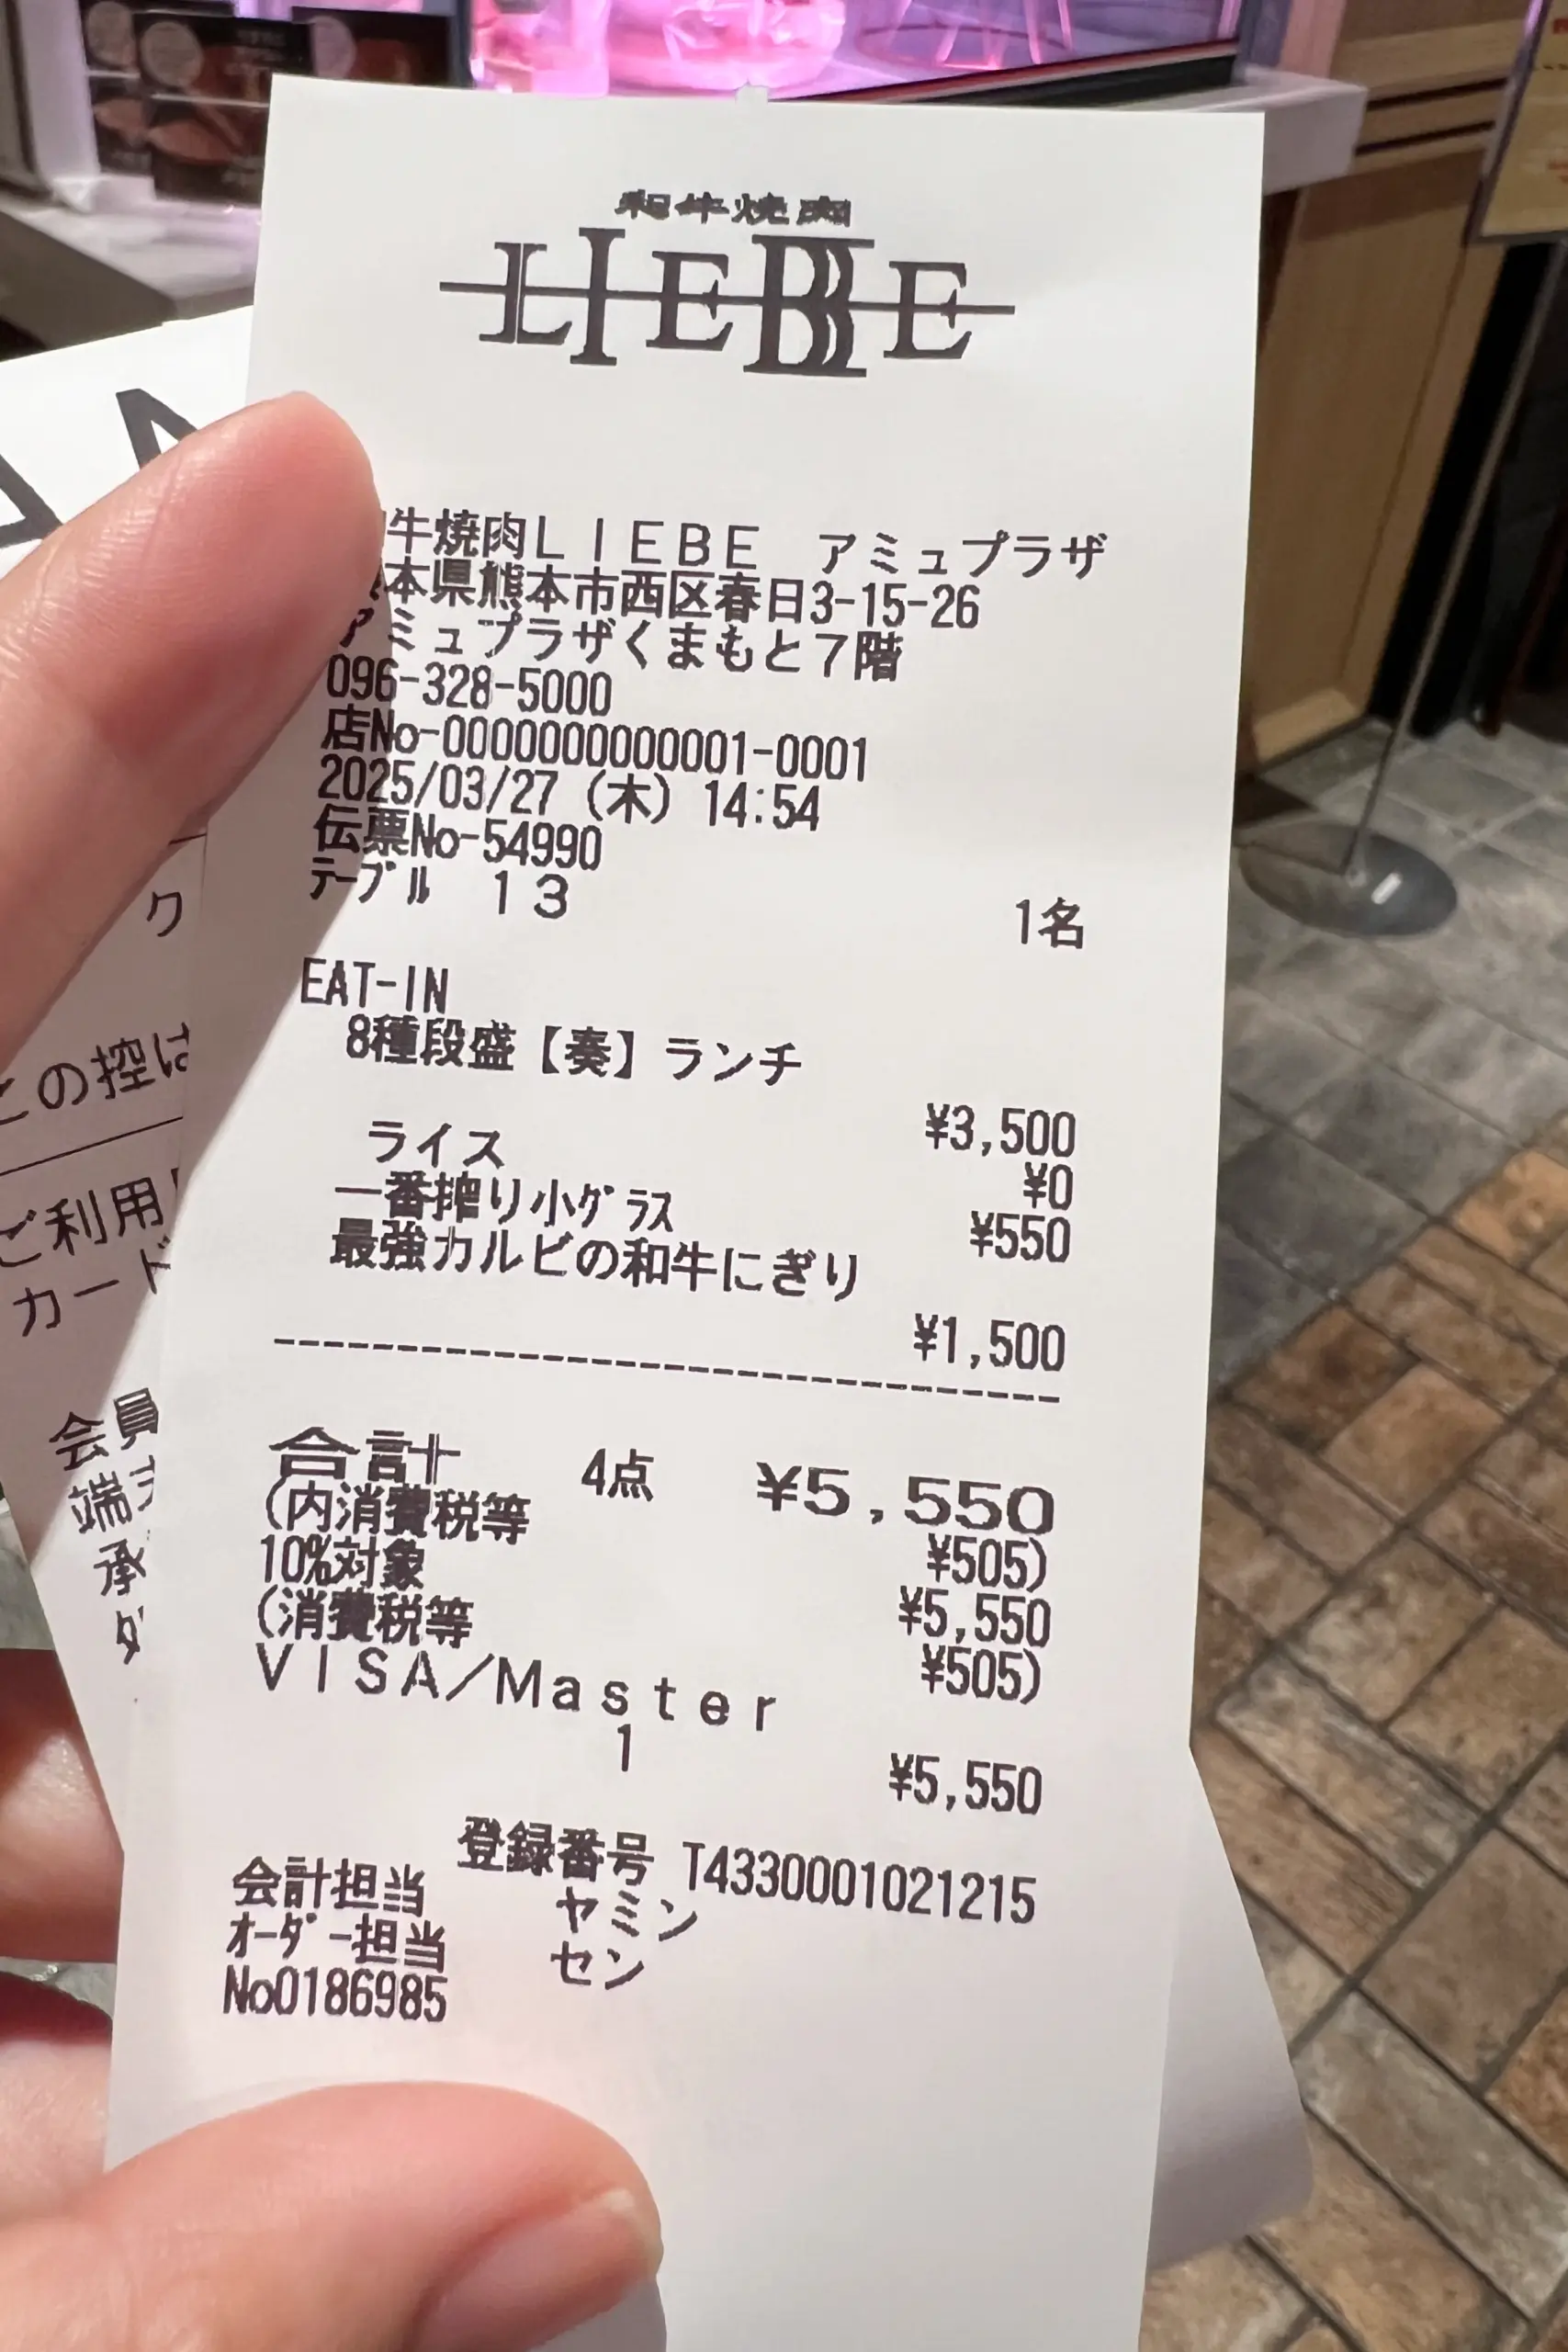 和牛焼肉
LIEBE
牛焼肉LIEBE アミュプラザ
本県熊本市西区春日3-15-26
アミュプラザくまもと7階
096-328-5000
店No-0000000000001-0001
2025/03/27 (木) 14:54
伝票No-54990
テーブル 13 1名
EAT-IN
8種段盛【奏】ランチ
¥3,500
ライス ¥0
一番搾り小グラス ¥550
最強カルビの和牛にぎり
¥1,500
合計 4点 ¥5,550
(内消費税等 ¥505)
10%対象 ¥5,550
(消費税等 ¥505)
VISA/Master
1 ¥5,550
登録番号 T4330001021215
会計担当 ヤミン
オーダー担当 セン
No0186985
ク
この控は
ご利用
カード
会員
端
承